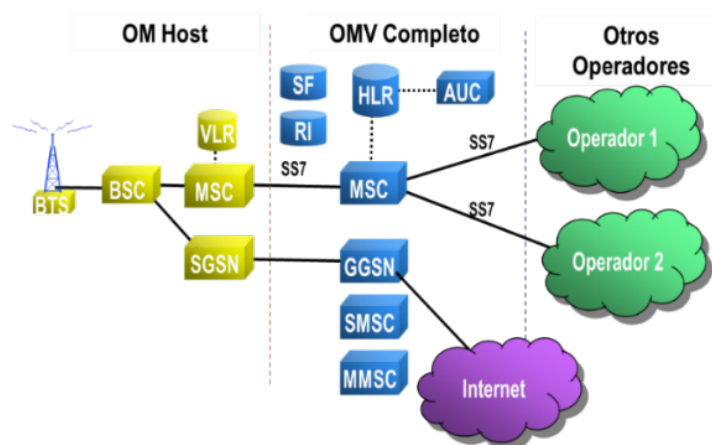 OM Host
OMV Completo
Otros
Operadores
SF
HLR
AUC
RI
VLR
BTS
BSC
MSC
SS7
MSC
SS7
SS7
Operador 1
Operador 2
SGSN
GGSN
SMSC
MMSC
Internet